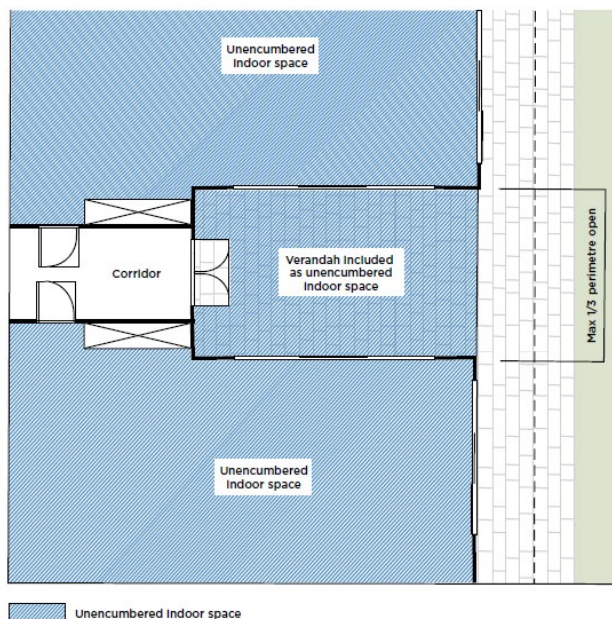 Unencumbered
Indoor space
Corridor
Verandah included
as unencumbered
Indoor space
Max 1/3 perimetre open
Unencumbered
Indoor space
Unencumbered Indoor space